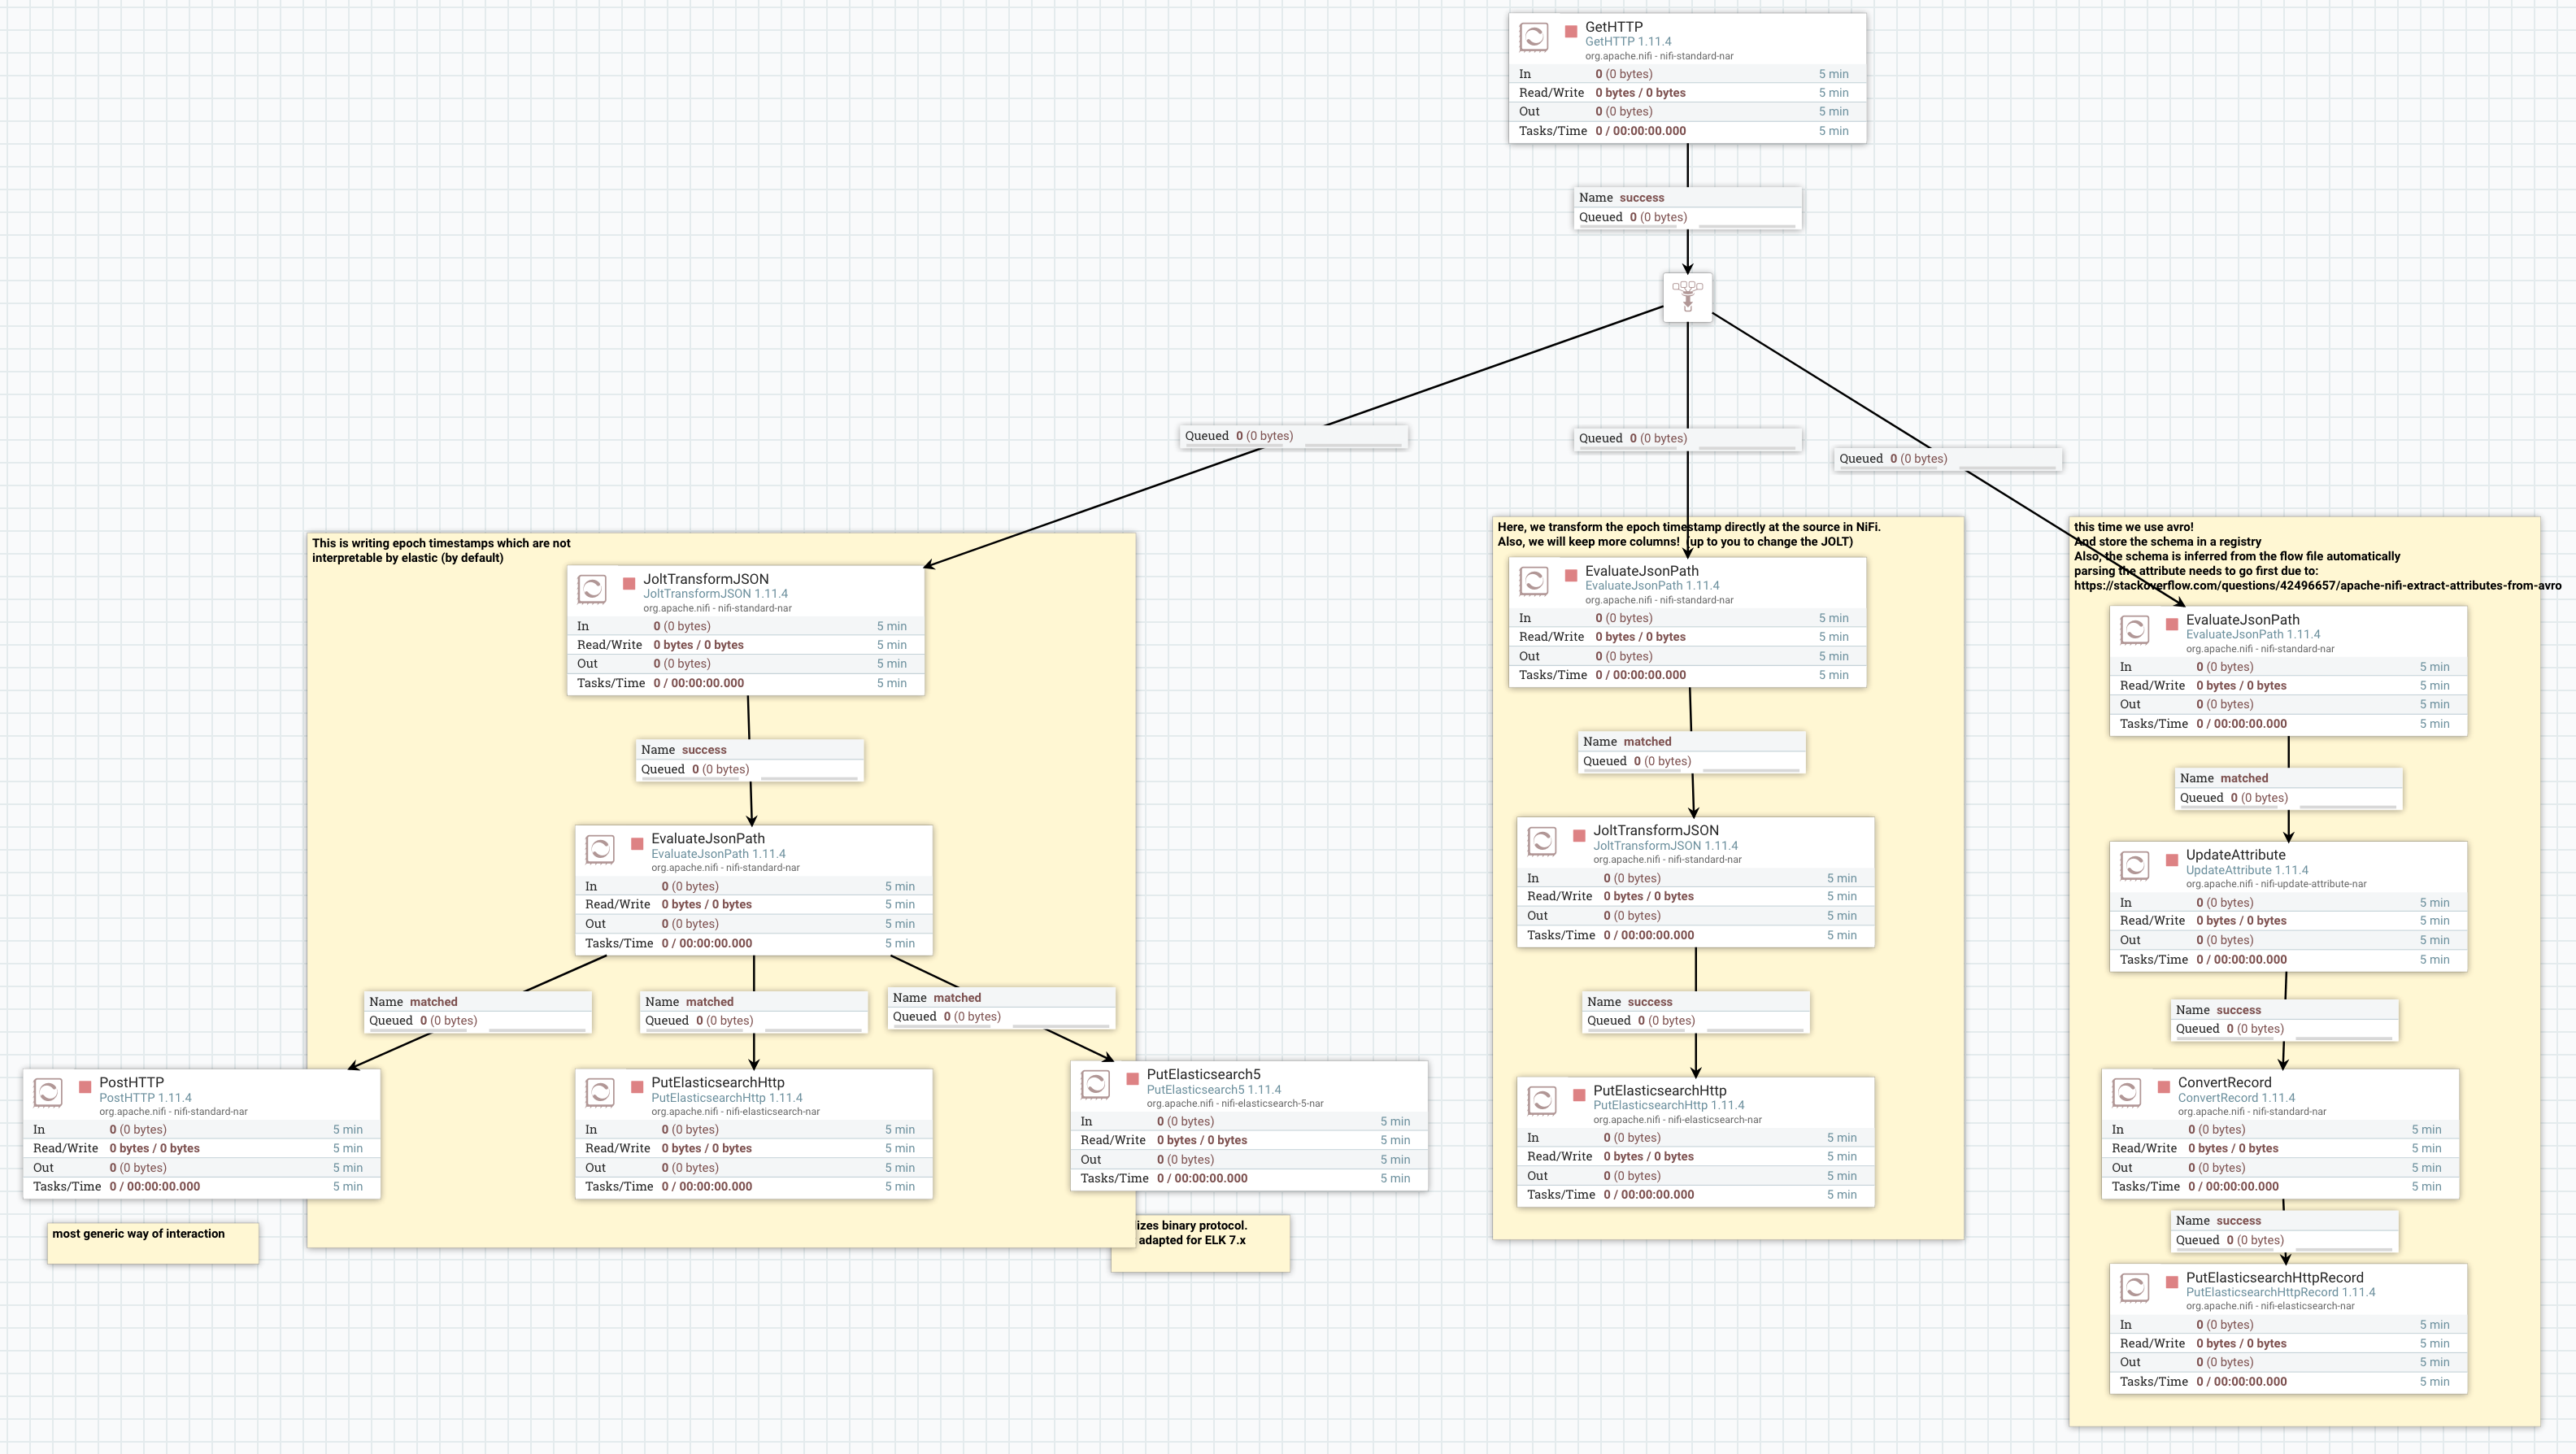 GetHTTP
GetHTTP 1.11.4
org.apache.nifi - nifi-standard-nar
In 0 (0 bytes) 5 min
Read/Write 0 bytes / 0 bytes 5 min
Out 0 (0 bytes) 5 min
Tasks/Time 0 / 00:00:00.000 5 min
Name success
Queued 0 (0 bytes)
Queued 0 (0 bytes)
Queued 0 (0 bytes)
Queued 0 (0 bytes)
This is writing epoch timestamps which are not
interpretable by elastic (by default)
JoltTransformJSON
JoltTransformJSON 1.11.4
org.apache.nifi - nifi-standard-nar
In 0 (0 bytes) 5 min
Read/Write 0 bytes / 0 bytes 5 min
Out 0 (0 bytes) 5 min
Tasks/Time 0 / 00:00:00.000 5 min
Name success
Queued 0 (0 bytes)
EvaluateJsonPath
EvaluateJsonPath 1.11.4
org.apache.nifi - nifi-standard-nar
In 0 (0 bytes) 5 min
Read/Write 0 bytes / 0 bytes 5 min
Out 0 (0 bytes) 5 min
Tasks/Time 0 / 00:00:00.000 5 min
Name matched
Queued 0 (0 bytes)
Name matched
Queued 0 (0 bytes)
Name matched
Queued 0 (0 bytes)
PostHTTP
PostHTTP 1.11.4
org.apache.nifi - nifi-standard-nar
In 0 (0 bytes) 5 min
Read/Write 0 bytes / 0 bytes 5 min
Out 0 (0 bytes) 5 min
Tasks/Time 0 / 00:00:00.000 5 min
most generic way of interaction
PutElasticsearchHttp
PutElasticsearchHttp 1.11.4
org.apache.nifi - nifi-elasticsearch-nar
In 0 (0 bytes) 5 min
Read/Write 0 bytes / 0 bytes 5 min
Out 0 (0 bytes) 5 min
Tasks/Time 0 / 00:00:00.000 5 min
PutElasticsearch5
PutElasticsearch5 1.11.4
org.apache.nifi - nifi-elasticsearch-5-nar
In 0 (0 bytes) 5 min
Read/Write 0 bytes / 0 bytes 5 min
Out 0 (0 bytes) 5 min
Tasks/Time 0 / 00:00:00.000 5 min
izes binary protocol.
adapted for ELK 7.x
Here, we transform the epoch timestamp directly at the source in NiFi.
Also, we will keep more columns! (up to you to change the JOLT)
EvaluateJsonPath
EvaluateJsonPath 1.11.4
org.apache.nifi - nifi-standard-nar
In 0 (0 bytes) 5 min
Read/Write 0 bytes / 0 bytes 5 min
Out 0 (0 bytes) 5 min
Tasks/Time 0 / 00:00:00.000 5 min
Name matched
Queued 0 (0 bytes)
JoltTransformJSON
JoltTransformJSON 1.11.4
org.apache.nifi - nifi-standard-nar
In 0 (0 bytes) 5 min
Read/Write 0 bytes / 0 bytes 5 min
Out 0 (0 bytes) 5 min
Tasks/Time 0 / 00:00:00.000 5 min
Name success
Queued 0 (0 bytes)
PutElasticsearchHttp
PutElasticsearchHttp 1.11.4
org.apache.nifi - nifi-elasticsearch-nar
In 0 (0 bytes) 5 min
Read/Write 0 bytes / 0 bytes 5 min
Out 0 (0 bytes) 5 min
Tasks/Time 0 / 00:00:00.000 5 min
this time we use avro!
And store the schema in a registry
Also, the schema is inferred from the flow file automatically
parsing the attribute needs to go first due to:
https://stackoverflow.com/questions/42496657/apache-nifi-extract-attributes-from-avro
EvaluateJsonPath
EvaluateJsonPath 1.11.4
org.apache.nifi - nifi-standard-nar
In 0 (0 bytes) 5 min
Read/Write 0 bytes / 0 bytes 5 min
Out 0 (0 bytes) 5 min
Tasks/Time 0 / 00:00:00.000 5 min
Name matched
Queued 0 (0 bytes)
UpdateAttribute
UpdateAttribute 1.11.4
org.apache.nifi - nifi-update-attribute-nar
In 0 (0 bytes) 5 min
Read/Write 0 bytes / 0 bytes 5 min
Out 0 (0 bytes) 5 min
Tasks/Time 0 / 00:00:00.000 5 min
Name success
Queued 0 (0 bytes)
ConvertRecord
ConvertRecord 1.11.4
org.apache.nifi - nifi-standard-nar
In 0 (0 bytes) 5 min
Read/Write 0 bytes / 0 bytes 5 min
Out 0 (0 bytes) 5 min
Tasks/Time 0 / 00:00:00.000 5 min
Name success
Queued 0 (0 bytes)
PutElasticsearchHttpRecord
PutElasticsearchHttpRecord 1.11.4
org.apache.nifi - nifi-elasticsearch-nar
In 0 (0 bytes) 5 min
Read/Write 0 bytes / 0 bytes 5 min
Out 0 (0 bytes) 5 min
Tasks/Time 0 / 00:00:00.000 5 min